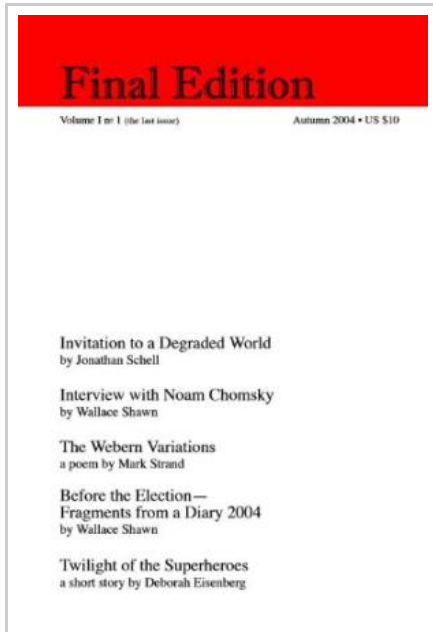 Final Edition
Volume I nº 1 (the last issue) Autumn 2004 • US $10
Invitation to a Degraded World
by Jonathan Schell
Interview with Noam Chomsky
by Wallace Shawn
The Webern Variations
a poem by Mark Strand
Before the Election—
Fragments from a Diary 2004
by Wallace Shawn
Twilight of the Superheroes
a short story by Deborah Eisenberg